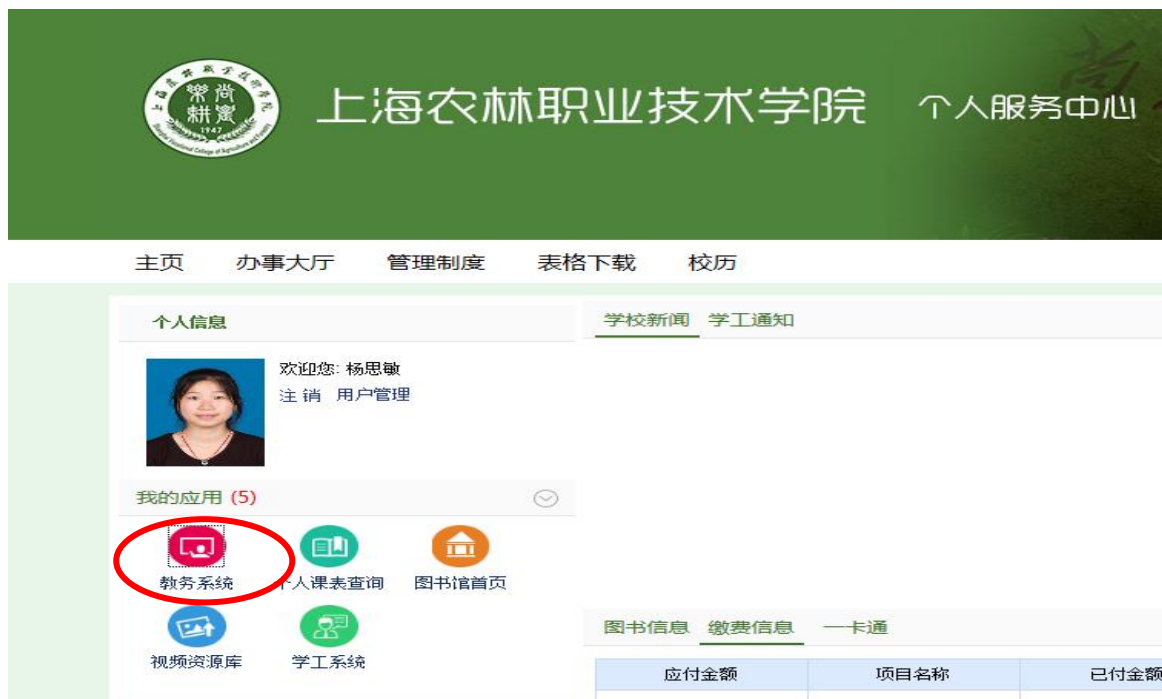 上海农林职业技术学院 个人服务中心
樂尚
耕農
1947
主页 办事大厅 管理制度 表格下载 校历
个人信息
欢迎您: 杨思敏
注 销 用户管理
我的应用 (5)
教务系统 个人课表查询 图书馆首页
视频资源库 学工系统
学校新闻 学工通知
图书信息 缴费信息 一卡通
应付金额 项目名称 已付金额